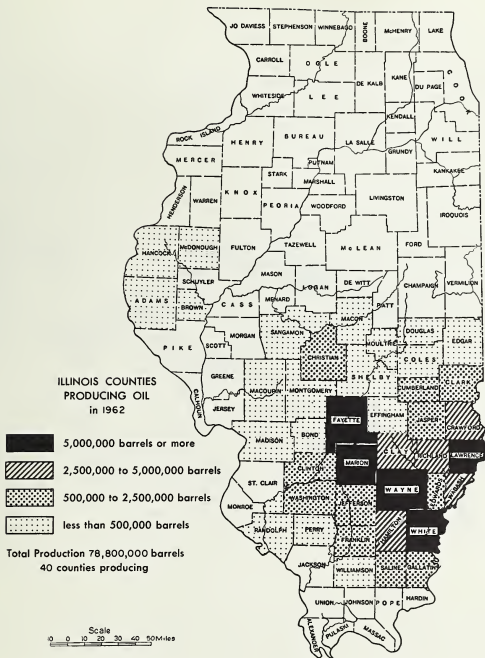 JO DAVIESS STEPHENSON WINNEBAGO BOONE McHENRY LAKE
CARROLL OGLE KANE COOK
WHITESIDE LEE DE KALB DU PAGE
ROCK ISLAND KENDALL WILL
HENRY BUREAU LA SALLE GRUNDY
MERCER PUTNAM KANKAKEE
STARK MARSHALL
HENDERSON WARREN KNOX PEORIA WOODFORD LIVINGSTON IROQUOIS
HANCOCK McDONOUGH FULTON TAZEWELL McLEAN FORD
SCHUYLER MASON LOGAN DE WITT CHAMPAIGN VERMILION
ADAMS BROWN CASS MENARD PIATT
MACON DOUGLAS EDGAR
PIKE SCOTT MORGAN SANGAMON CHRISTIAN MOULTRIE COLES
GREENE SHELBY CUMBERLAND CLARK
CALHOUN JERSEY MACOUPIN MONTGOMERY
ILLINOIS COUNTIES
PRODUCING OIL
in 1962
FAYETTE EFFINGHAM JASPER CRAWFORD
MADISON BOND
5,000,000 barrels or more
CLAY RICHLAND LAWRENCE
CLINTON MARION
2,500,000 to 5,000,000 barrels
ST. CLAIR WAYNE EDWARDS WABASH
WASHINGTON JEFFERSON
500,000 to 2,500,000 barrels
MONROE RANDOLPH PERRY HAMILTON WHITE
less than 500,000 barrels
FRANKLIN
Total Production 78,800,000 barrels
40 counties producing
JACKSON WILLIAMSON SALINE GALLATIN
UNION JOHNSON POPE HARDIN
ALEXANDER PULASKI MASSAC
Scale
10 0 10 20 30 40 50 Miles